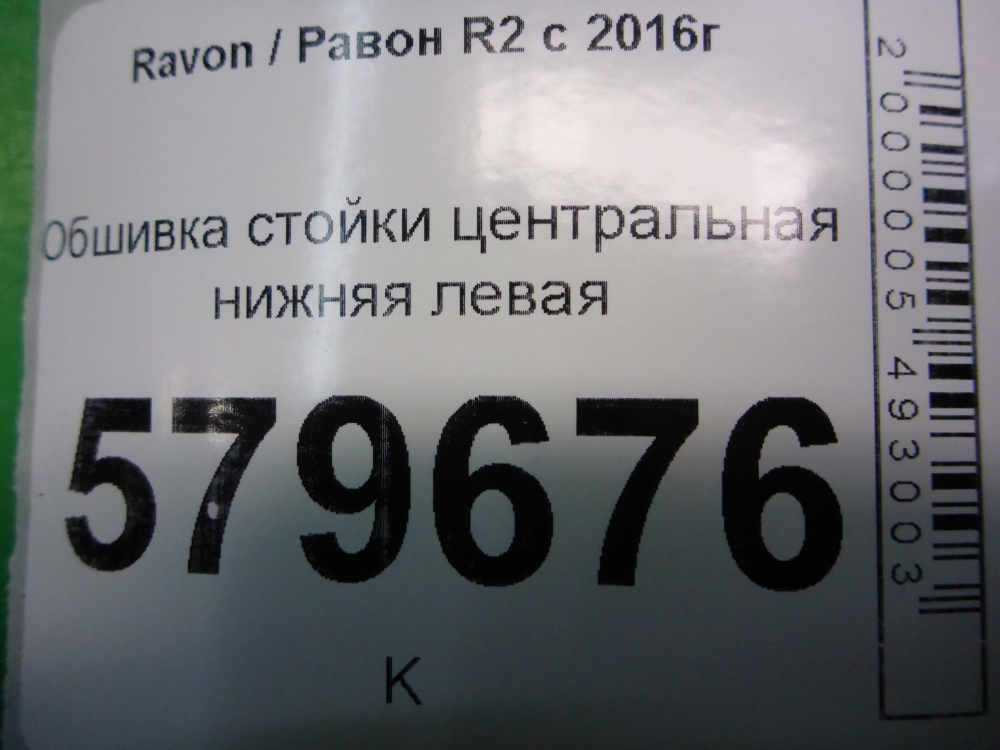 Ravon / Равон R2 с 2016г
Обшивка стойки центральная
нижняя левая
579676
К
2000005493003